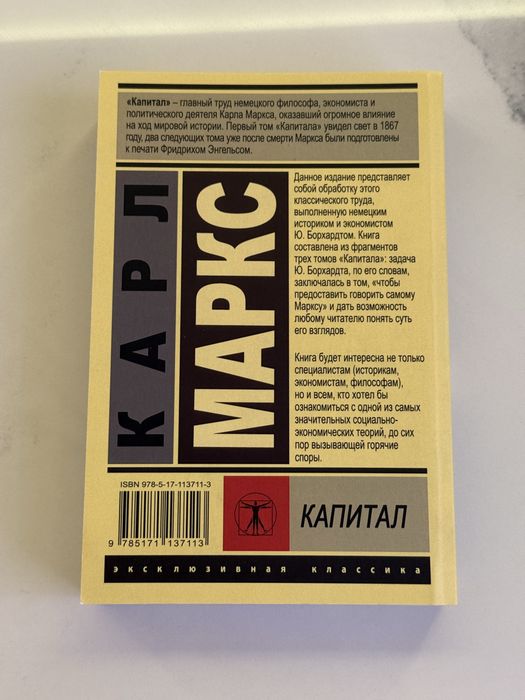 «Капитал» – главный труд немецкого философа, экономиста и
политического деятеля Карла Маркса, оказавший огромное влияние
на ход мировой истории. Первый том «Капитала» увидел свет в 1867
году, два следующих тома уже после смерти Маркса были подготовлены
к печати Фридрихом Энгельсом.
КАРЛ
МАРКС
Данное издание представляет
собой обработку этого
классического труда,
выполненную немецким
историком и экономистом
Ю. Борхардтом. Книга
составлена из фрагментов
трех томов «Капитала»: задача
Ю. Борхардта, по его словам,
заключалась в том, «чтобы
предоставить говорить самому
Марксу» и дать возможность
любому читателю понять суть
его взглядов.
Книга будет интересна не только
специалистам (историкам,
экономистам, философам),
но и всем, кто хотел бы
ознакомиться с одной из самых
значительных социально-
экономических теорий, до сих
пор вызывающей горячие
споры.
ISBN 978-5-17-113711-3
9 785171 137113
КАПИТАЛ
эксклюзивная классика